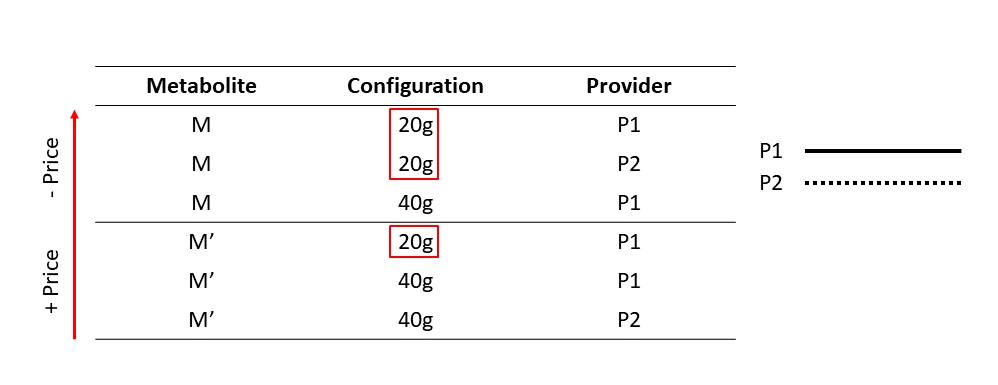 Metabolite Configuration Provider
M 20g P1
M 20g P2
M 40g P1
M’ 20g P1
M’ 40g P1
M’ 40g P2
- Price
+ Price
P1
P2